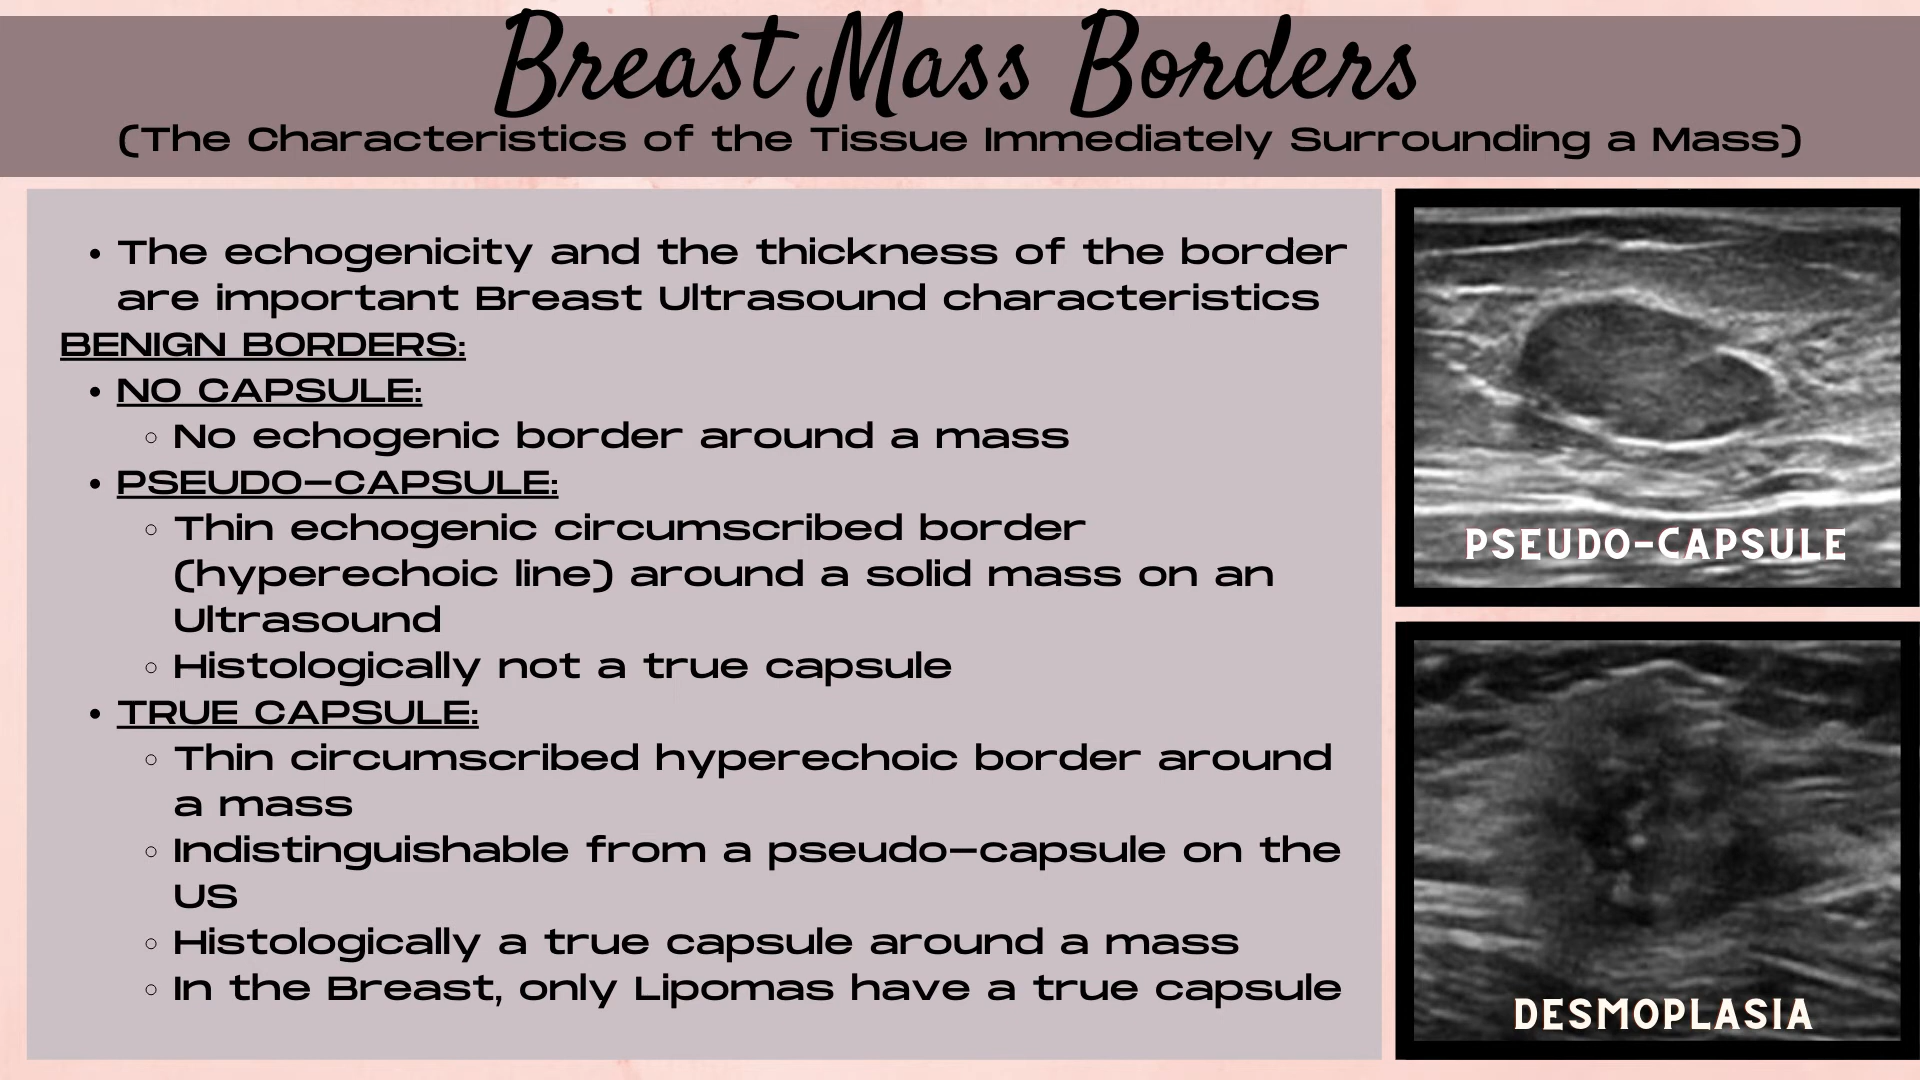 Breast Mass Borders
(The Characteristics of the Tissue Immediately Surrounding a Mass)
• The echogenicity and the thickness of the border
are important Breast Ultrasound characteristics
BENIGN BORDERS:
• NO CAPSULE:
◦ No echogenic border around a mass
• PSEUDO-CAPSULE:
◦ Thin echogenic circumscribed border
(hyperechoic line) around a solid mass on an
Ultrasound
◦ Histologically not a true capsule
• TRUE CAPSULE:
◦ Thin circumscribed hyperechoic border around
a mass
◦ Indistinguishable from a pseudo-capsule on the
US
◦ Histologically a true capsule around a mass
◦ In the Breast, only Lipomas have a true capsule
PSEUDO-CAPSULE
DESMOPLASIA